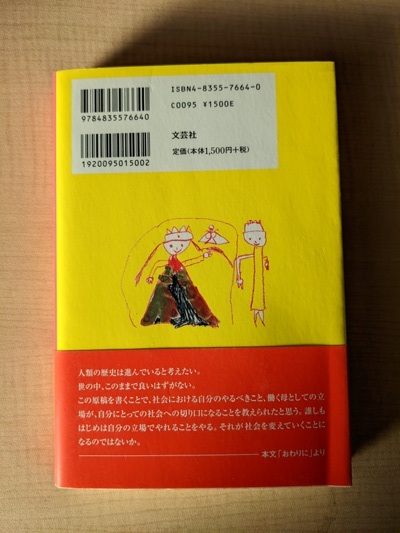 ISBN4-8355-7664-0
C0095 ¥1500E
9784835576640
文芸社
定価(本体1,500円+税)
1920095015002
人類の歴史は進んでいると考えたい。
世の中、このままで良いはずがない。
この原稿を書くことで、社会における自分のやるべきこと、働く母としての立
場が、自分にとっての社会への切り口になることを教えられたと思う。誰しも
はじめは自分の立場でやれることをやる。それが社会を変えていくことに
なるのではないか。
――本文「おわりに」より